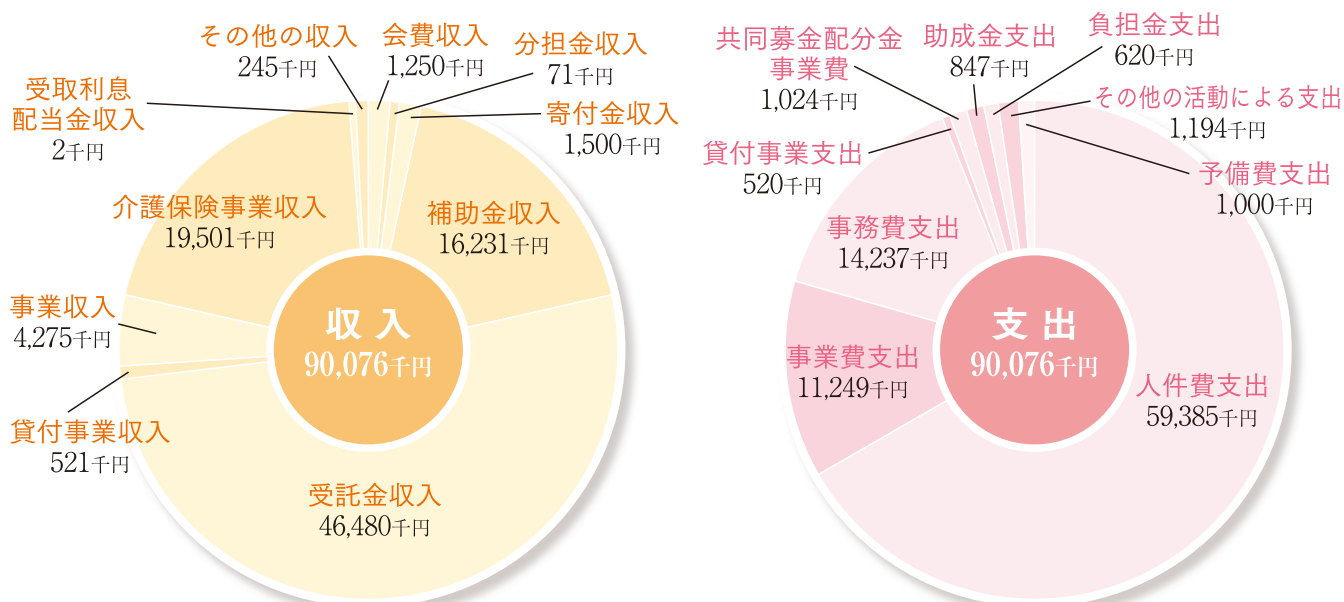 その他の収入
245千円
会費収入
1,250千円
分担金収入
71千円
寄付金収入
1,500千円
補助金収入
16,231千円
受託金収入
46,480千円
貸付事業収入
521千円
事業収入
4,275千円
介護保険事業収入
19,501千円
受取利息
配当金収入
2千円
収入
90,076千円
共同募金配分金
事業費
1,024千円
助成金支出
847千円
負担金支出
620千円
その他の活動による支出
1,194千円
予備費支出
1,000千円
貸付事業支出
520千円
事務費支出
14,237千円
事業費支出
11,249千円
人件費支出
59,385千円
支出
90,076千円